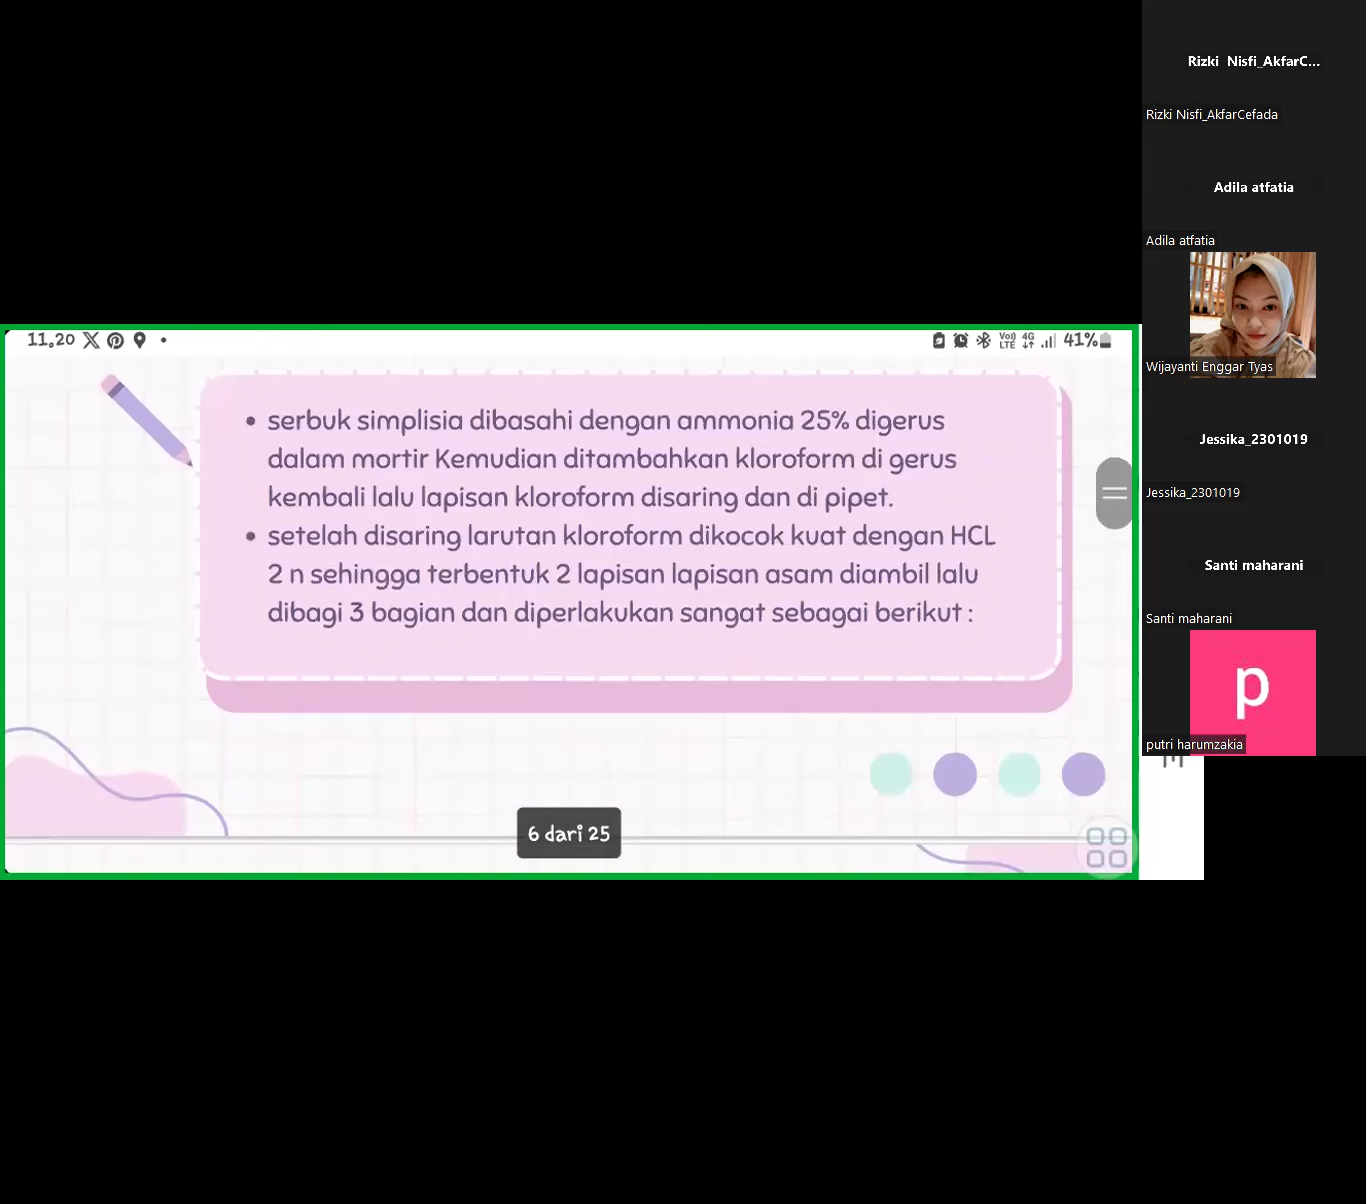 11.20
Vo)) LTE 4G 41%
• serbuk simplisia dibasahi dengan ammonia 25% digerus
dalam mortir Kemudian ditambahkan kloroform di gerus
kembali lalu lapisan kloroform disaring dan di pipet.
• setelah disaring larutan kloroform dikocok kuat dengan HCL
2 n sehingga terbentuk 2 lapisan lapisan asam diambil lalu
dibagi 3 bagian dan diperlakukan sangat sebagai berikut :
6 dari 25
Rizki Nisfi_AkfarC...
Rizki Nisfi_AkfarCefada
Adila atfatia
Adila atfatia
Wijayanti Enggar Tyas
Jessika_2301019
Jessika_2301019
Santi maharani
Santi maharani
p
putri harumzakia